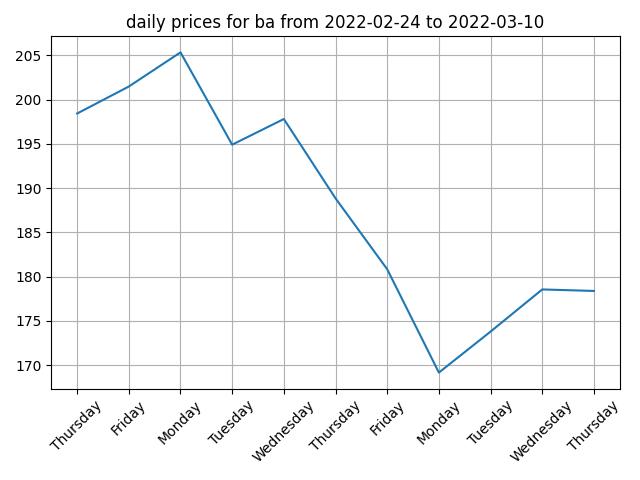 daily prices for ba from 2022-02-24 to 2022-03-10
205
200
195
190
185
180
175
170
Thursday
Friday
Monday
Tuesday
Wednesday
Thursday
Friday
Monday
Tuesday
Wednesday
Thursday